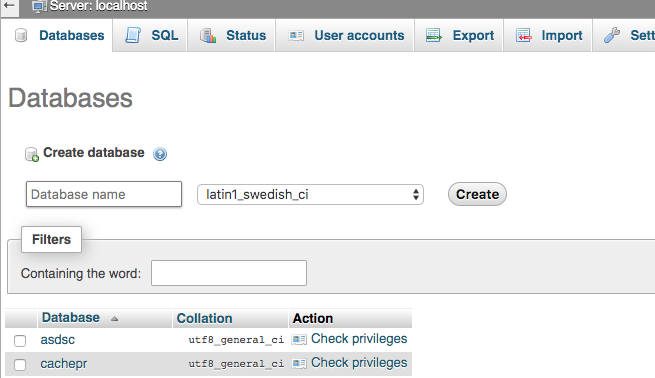 Server: localhost
Databases SQL Status User accounts Export Import Sett
Databases
Create database
Database name latin1_swedish_ci Create
Filters
Containing the word:
Database Collation Action
asdsc utf8_general_ci Check privileges
cachepr utf8_general_ci Check privileges